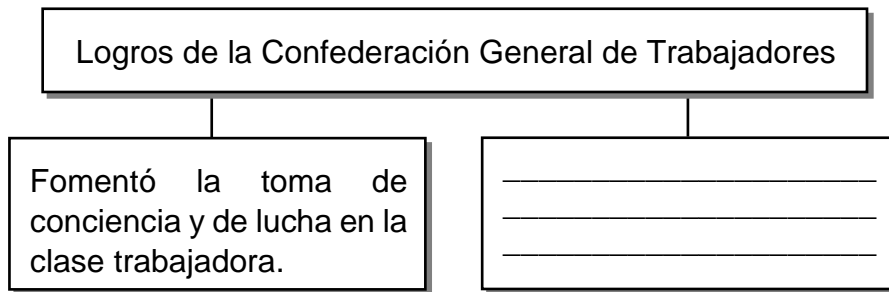 Logros de la Confederación General de Trabajadores
Fomentó la toma de
conciencia y de lucha en la
clase trabajadora.